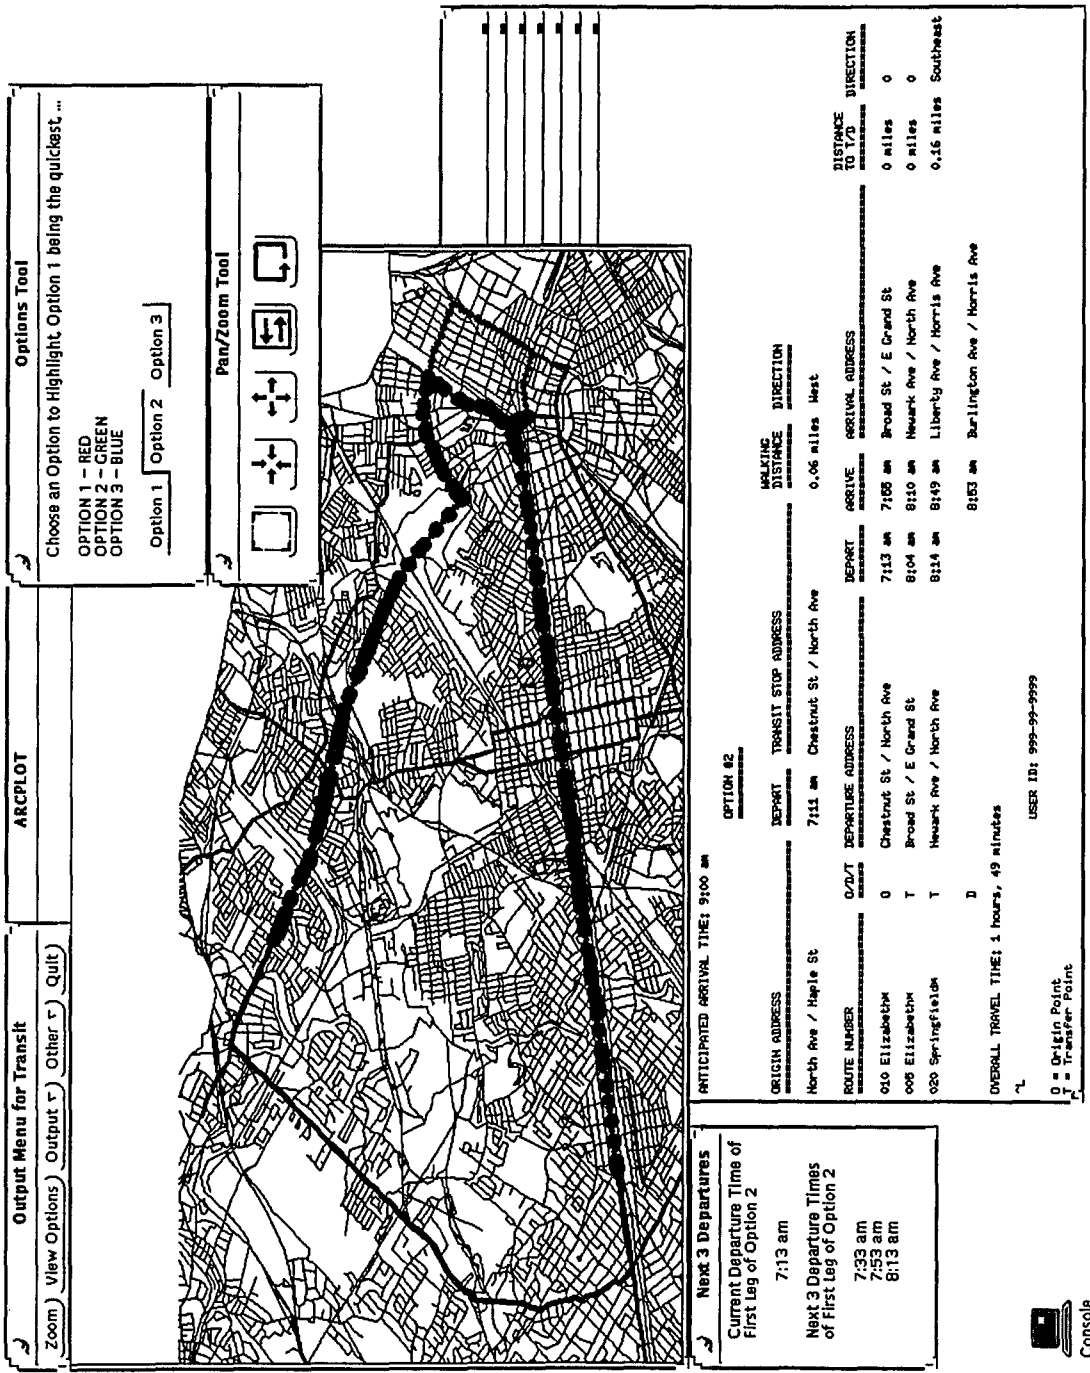 Output Menu for Transit
Zoom) View Options) Output ▿) Other ▿) Quit)
ARCPLOT
Options Tool
Choose an Option to Highlight, Option 1 being the quickest, ...
OPTION 1 – RED
OPTION 2 – GREEN
OPTION 3 – BLUE
Option 1 Option 2 Option 3
Pan/Zoom Tool
Next 3 Departures
Current Departure Time of
First Leg of Option 2
7:13 am
Next 3 Departure Times
of First Leg of Option 2
7:33 am
7:53 am
8:13 am
ANTICIPATED ARRIVAL TIME: 9:00 am
OPTION #2
ORIGIN ADDRESS DEPART TRANSIT STOP ADDRESS WALKING DISTANCE DIRECTION
North Ave / Maple St 7:11 am Chestnut St / North Ave 0.06 miles West
ROUTE NUMBER O/D/T DEPARTURE ADDRESS DEPART ARRIVE ARRIVAL ADDRESS DISTANCE TO T/D DIRECTION
010 Elizabeth* O Chestnut St / North Ave 7:13 am 7:55 am Broad St / E Grand St 0 miles 0
005 Elizabeth* T Broad St / E Grand St 8:04 am 8:10 am Newark Ave / North Ave 0 miles 0
020 Springfield* T Newark Ave / North Ave 8:14 am 8:49 am Liberty Ave / Morris Ave 0.16 miles Southeast
D 8:53 am Burlington Ave / Morris Ave
OVERALL TRAVEL TIME: 1 hours, 49 minutes
^L
USER ID: 999-99-9999
O = Origin Point
T = Transfer Point
Console